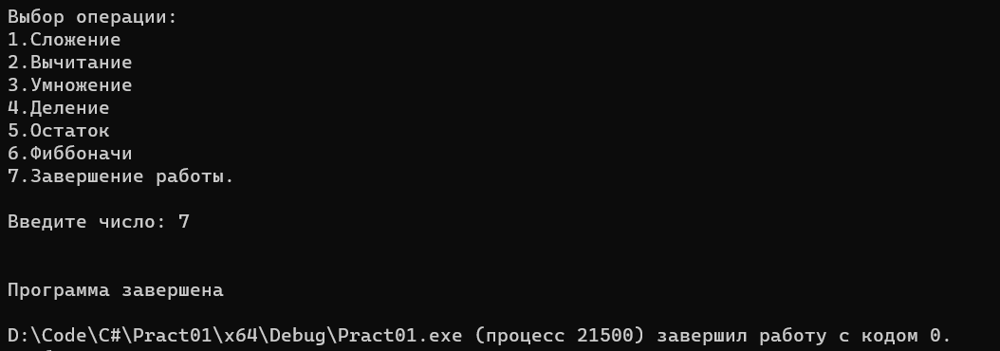 Выбор операции:
1.Сложение
2.Вычитание
3.Умножение
4.Деление
5.Остаток
6.Фиббоначи
7.Завершение работы.
Введите число: 7
Программа завершена
D:\Code\C#\Pract01\x64\Debug\Pract01.exe (процесс 21500) завершил работу с кодом 0.